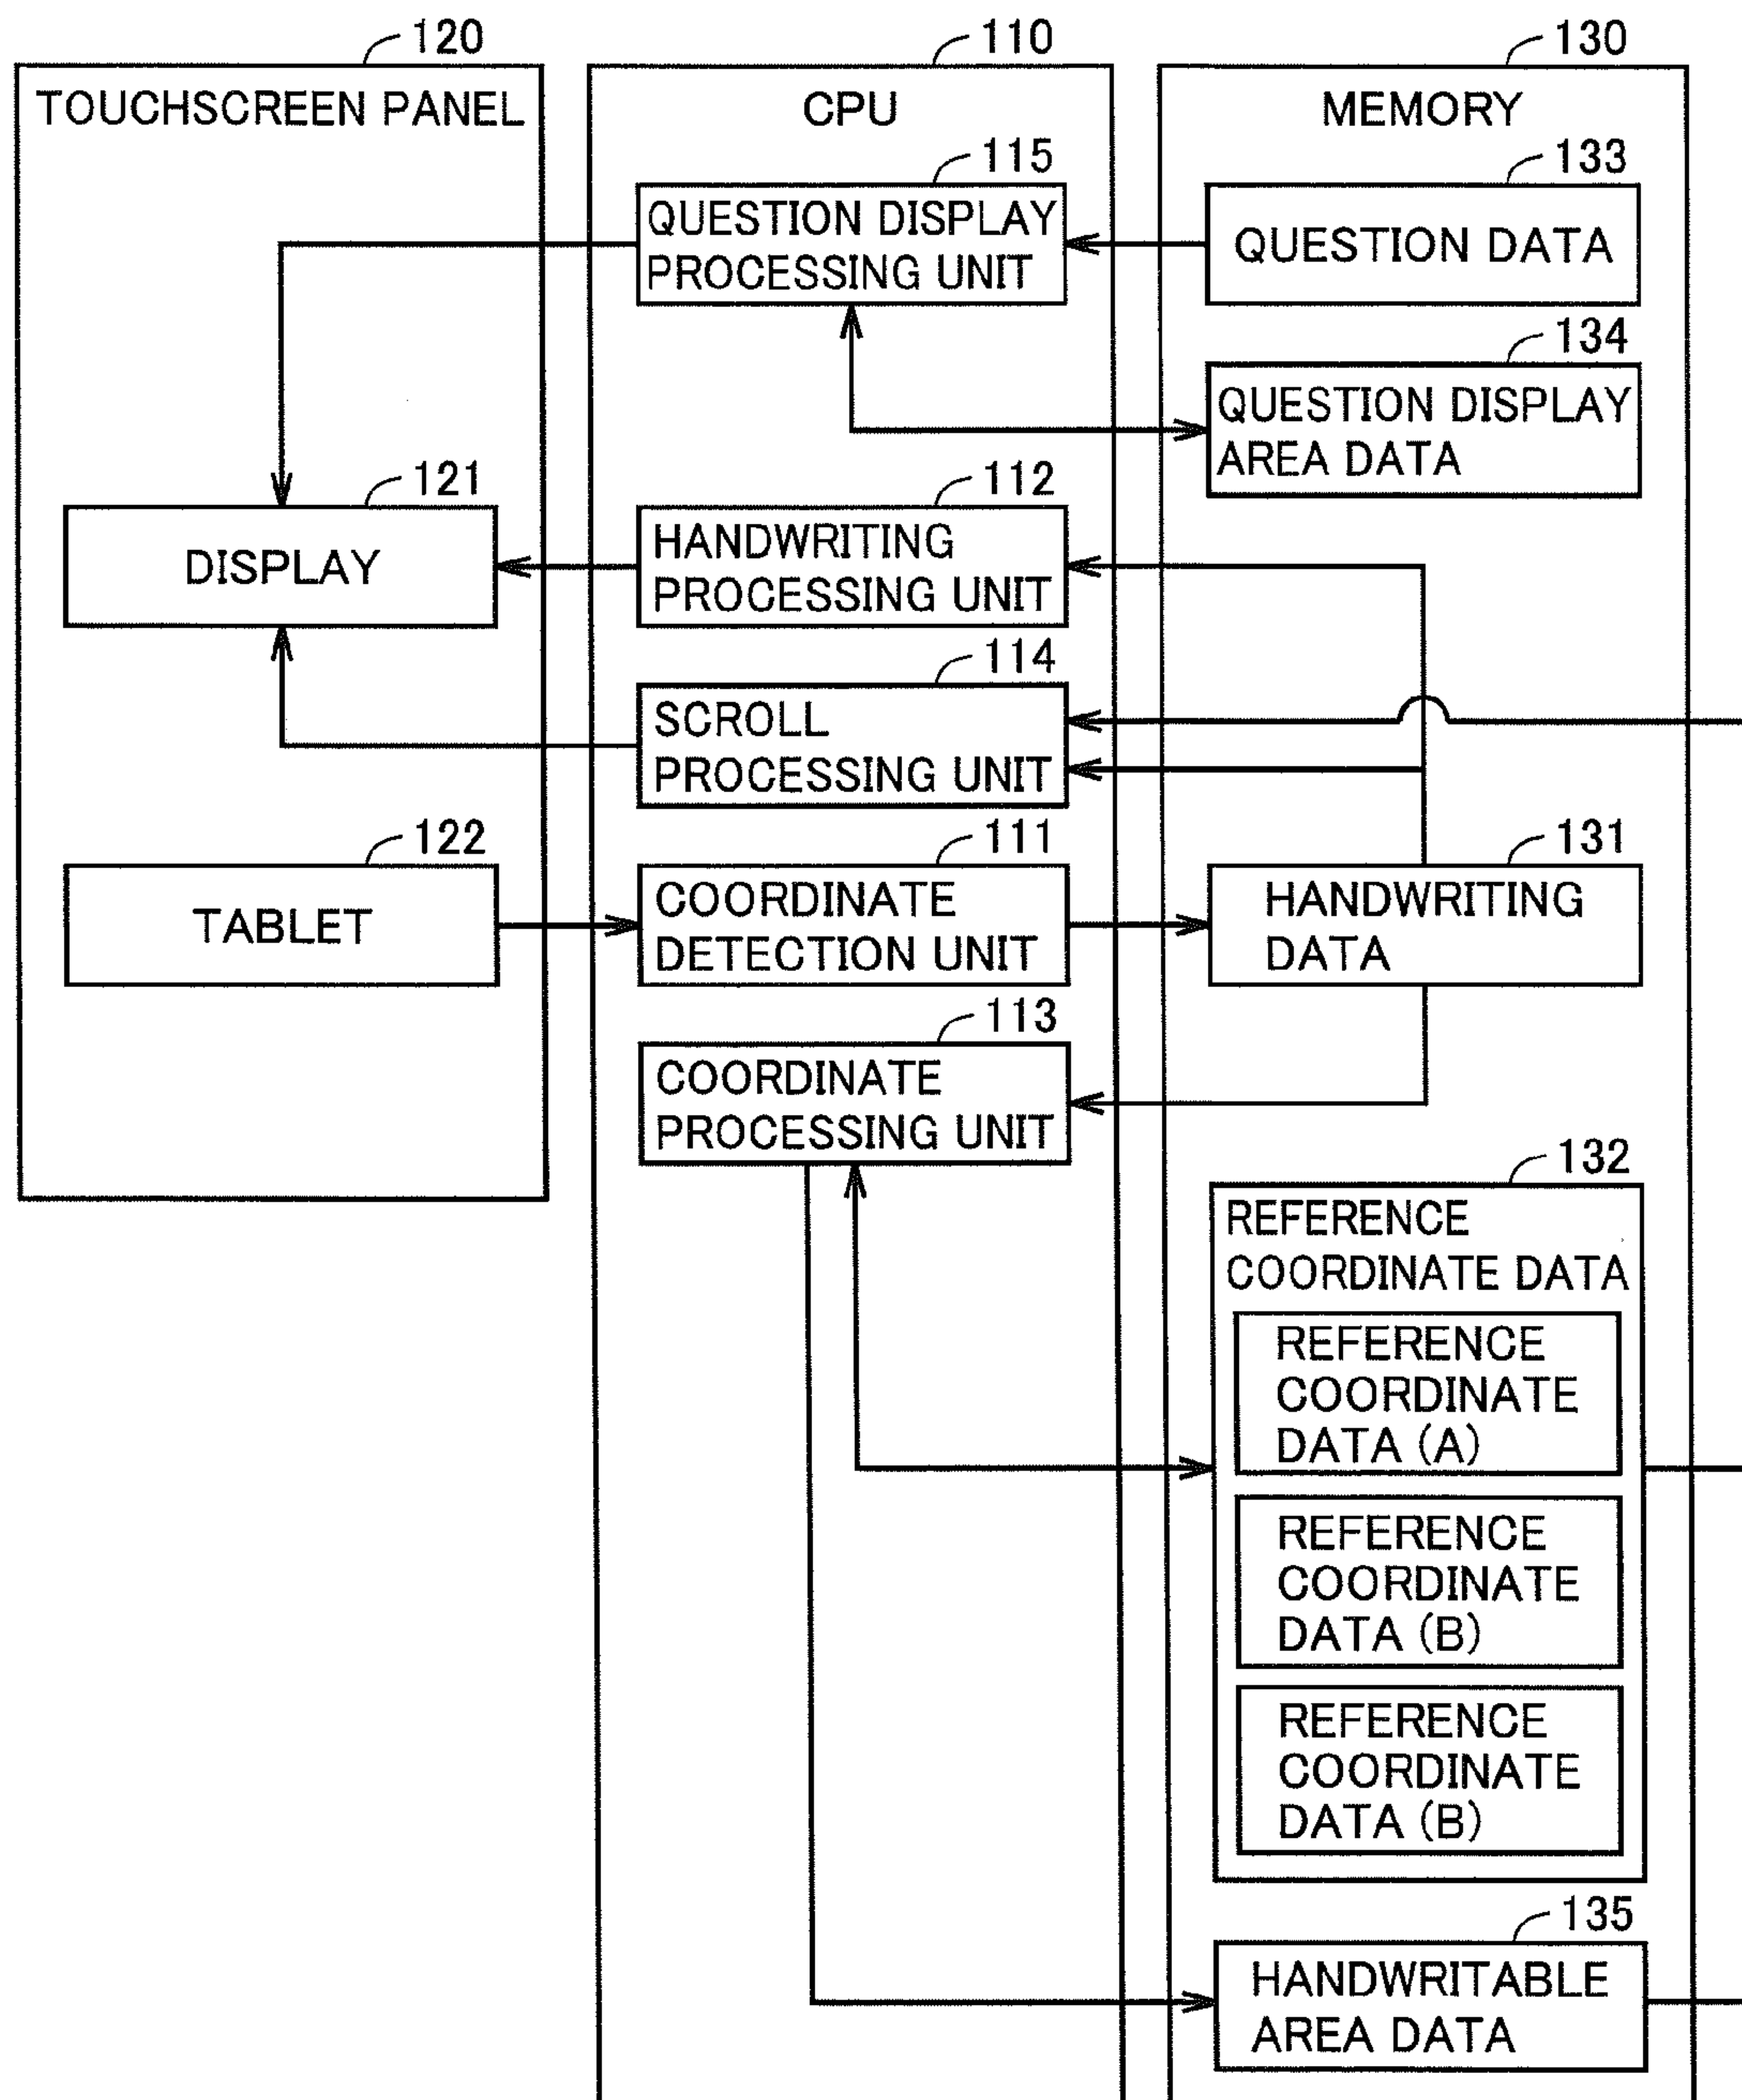 120
TOUCHSCREEN PANEL
121
DISPLAY
122
TABLET
110
CPU
115
QUESTION DISPLAY
PROCESSING UNIT
112
HANDWRITING
PROCESSING UNIT
114
SCROLL
PROCESSING UNIT
111
COORDINATE
DETECTION UNIT
113
COORDINATE
PROCESSING UNIT
130
MEMORY
133
QUESTION DATA
134
QUESTION DISPLAY
AREA DATA
131
HANDWRITING
DATA
132
REFERENCE
COORDINATE DATA
REFERENCE
COORDINATE
DATA (A)
REFERENCE
COORDINATE
DATA (B)
REFERENCE
COORDINATE
DATA (B)
135
HANDWRITABLE
AREA DATA